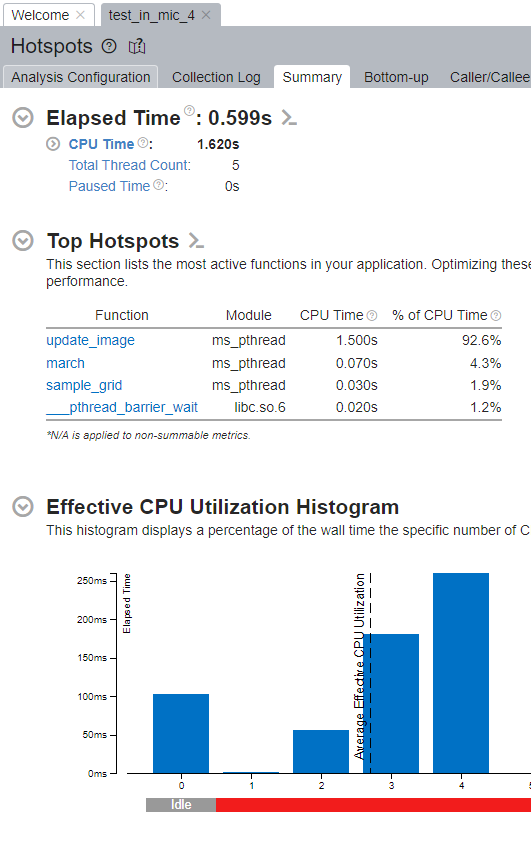 Welcome × test_in_mic_4 ×
Hotspots ?
Analysis Configuration Collection Log Summary Bottom-up Caller/Callee
Elapsed Time ?: 0.599s
CPU Time ?: 1.620s
Total Thread Count: 5
Paused Time ?: 0s
Top Hotspots
This section lists the most active functions in your application. Optimizing these
performance.
Function Module CPU Time ? % of CPU Time ?
update_image ms_pthread 1.500s 92.6%
march ms_pthread 0.070s 4.3%
sample_grid ms_pthread 0.030s 1.9%
___pthread_barrier_wait libc.so.6 0.020s 1.2%
*N/A is applied to non-summable metrics.
Effective CPU Utilization Histogram
This histogram displays a percentage of the wall time the specific number of C
Elapsed Time
250ms
200ms
150ms
100ms
50ms
0ms
Average Effective CPU Utilization
0 1 2 3 4
Idle